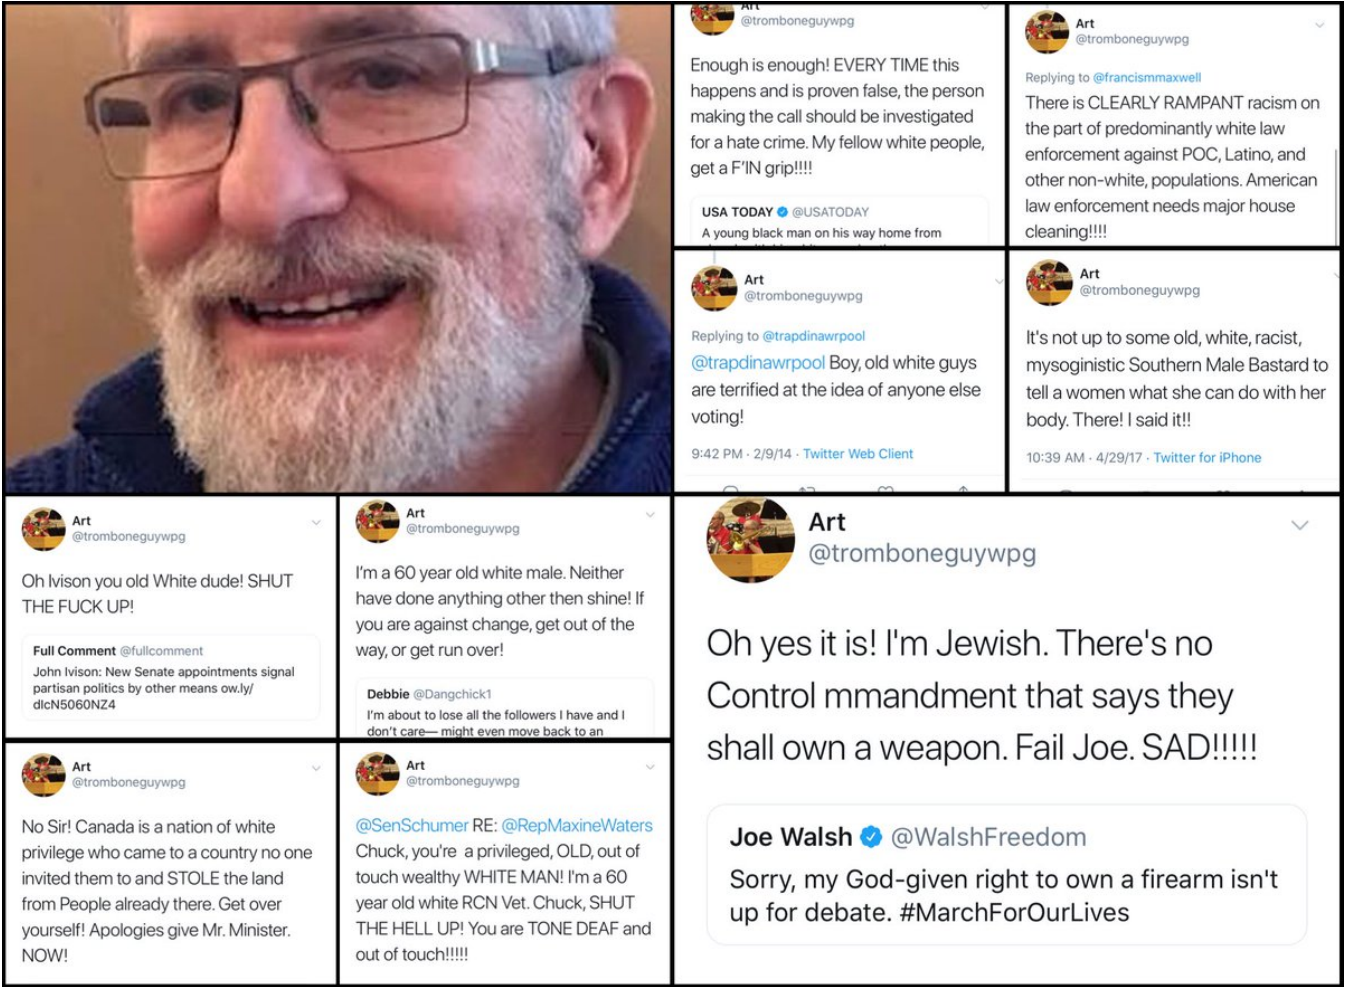 Art
@tromboneguywpg
Enough is enough! EVERY TIME this
happens and is proven false, the person
making the call should be investigated
for a hate crime. My fellow white people,
get a F'IN grip!!!!
USA TODAY @USATODAY
A young black man on his way home from
Art
@tromboneguywpg
Replying to @francismmaxwell
There is CLEARLY RAMPANT racism on
the part of predominantly white law
enforcement against POC, Latino, and
other non-white, populations. American
law enforcement needs major house
cleaning!!!!
Art
@tromboneguywpg
Replying to @trapdinawrpool
@trapdinawrpool Boy, old white guys
are terrified at the idea of anyone else
voting!
9:42 PM · 2/9/14 · Twitter Web Client
Art
@tromboneguywpg
It's not up to some old, white, racist,
mysoginistic Southern Male Bastard to
tell a women what she can do with her
body. There! I said it!!
10:39 AM · 4/29/17 · Twitter for iPhone
Art
@tromboneguywpg
Oh Ivison you old White dude! SHUT
THE FUCK UP!
Full Comment @fullcomment
John Ivison: New Senate appointments signal
partisan politics by other means ow.ly/
dlcN5060NZ4
Art
@tromboneguywpg
I'm a 60 year old white male. Neither
have done anything other then shine! If
you are against change, get out of the
way, or get run over!
Debbie @Dangchick1
I'm about to lose all the followers I have and I
don't care— might even move back to an
Art
@tromboneguywpg
Oh yes it is! I'm Jewish. There's no
Control mmandment that says they
shall own a weapon. Fail Joe. SAD!!!!!
Joe Walsh @WalshFreedom
Sorry, my God-given right to own a firearm isn't
up for debate. #MarchForOurLives
Art
@tromboneguywpg
No Sir! Canada is a nation of white
privilege who came to a country no one
invited them to and STOLE the land
from People already there. Get over
yourself! Apologies give Mr. Minister.
NOW!
Art
@tromboneguywpg
@SenSchumer RE: @RepMaxineWaters
Chuck, you're a privileged, OLD, out of
touch wealthy WHITE MAN! I'm a 60
year old white RCN Vet. Chuck, SHUT
THE HELL UP! You are TONE DEAF and
out of touch!!!!!